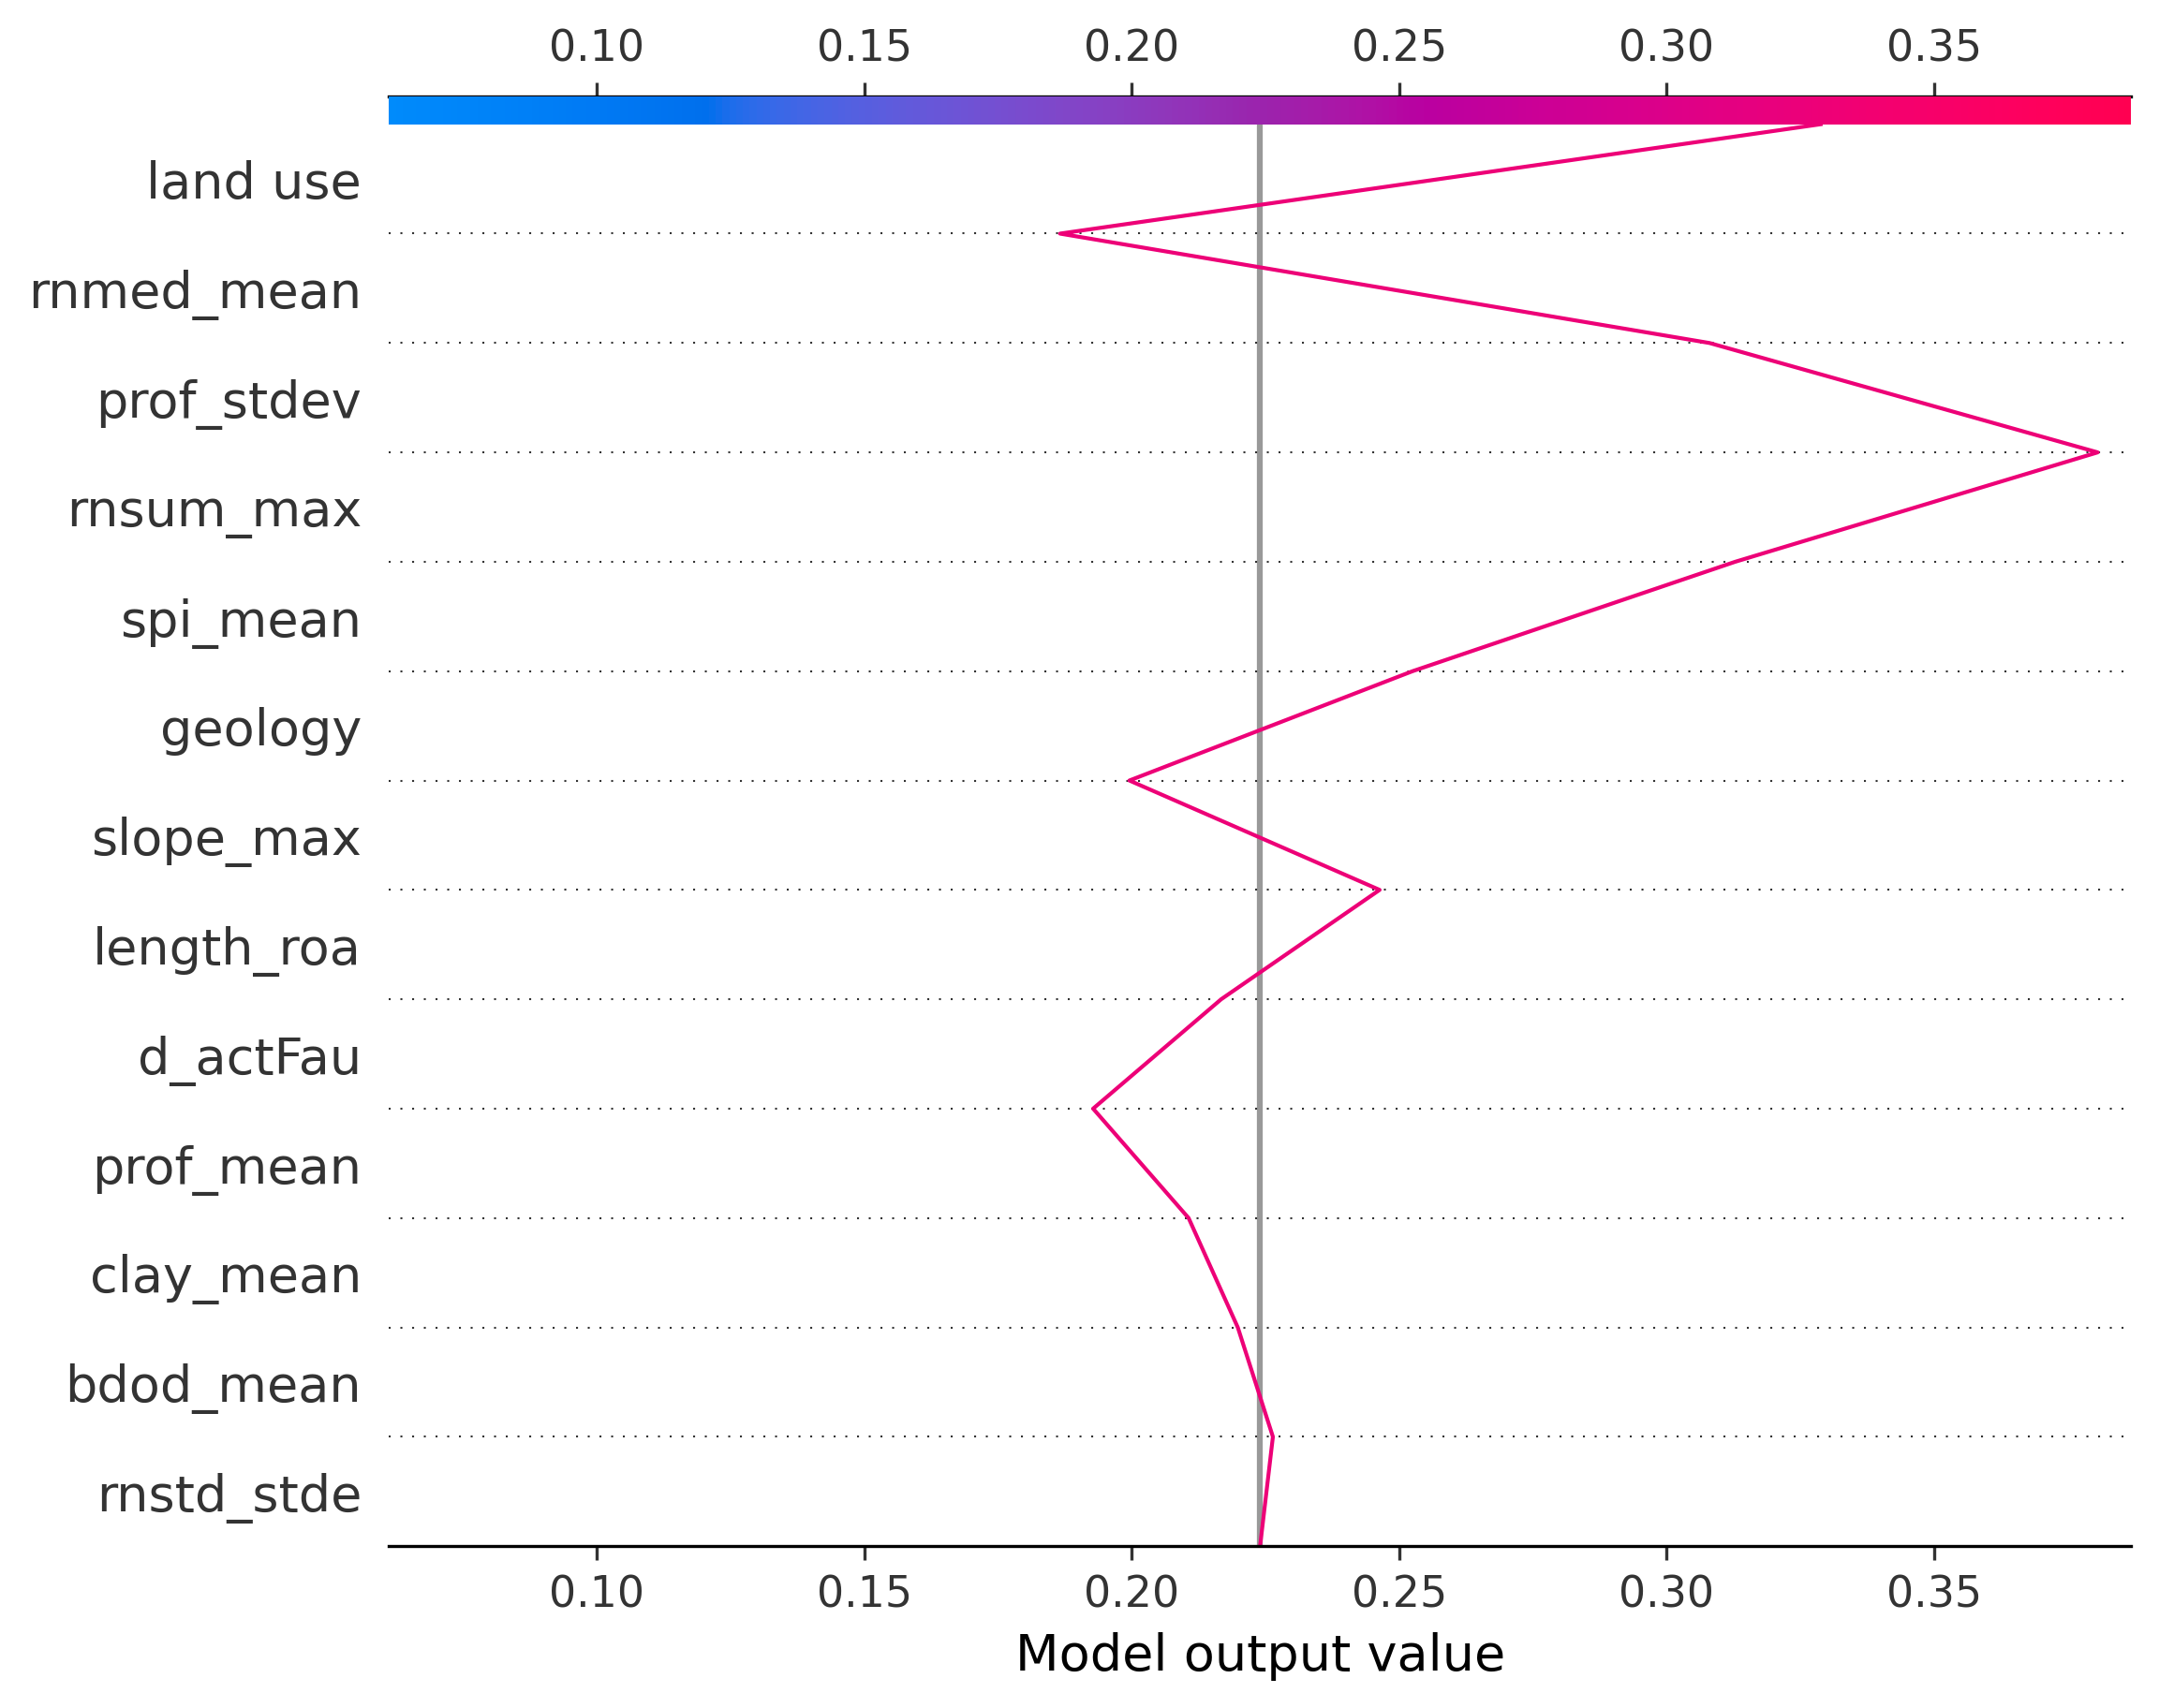 0.10 0.15 0.20 0.25 0.30 0.35
land use
rnmed_mean
prof_stdev
rnsum_max
spi_mean
geology
slope_max
length_roa
d_actFau
prof_mean
clay_mean
bdod_mean
rnstd_stde
0.10 0.15 0.20 0.25 0.30 0.35
Model output value